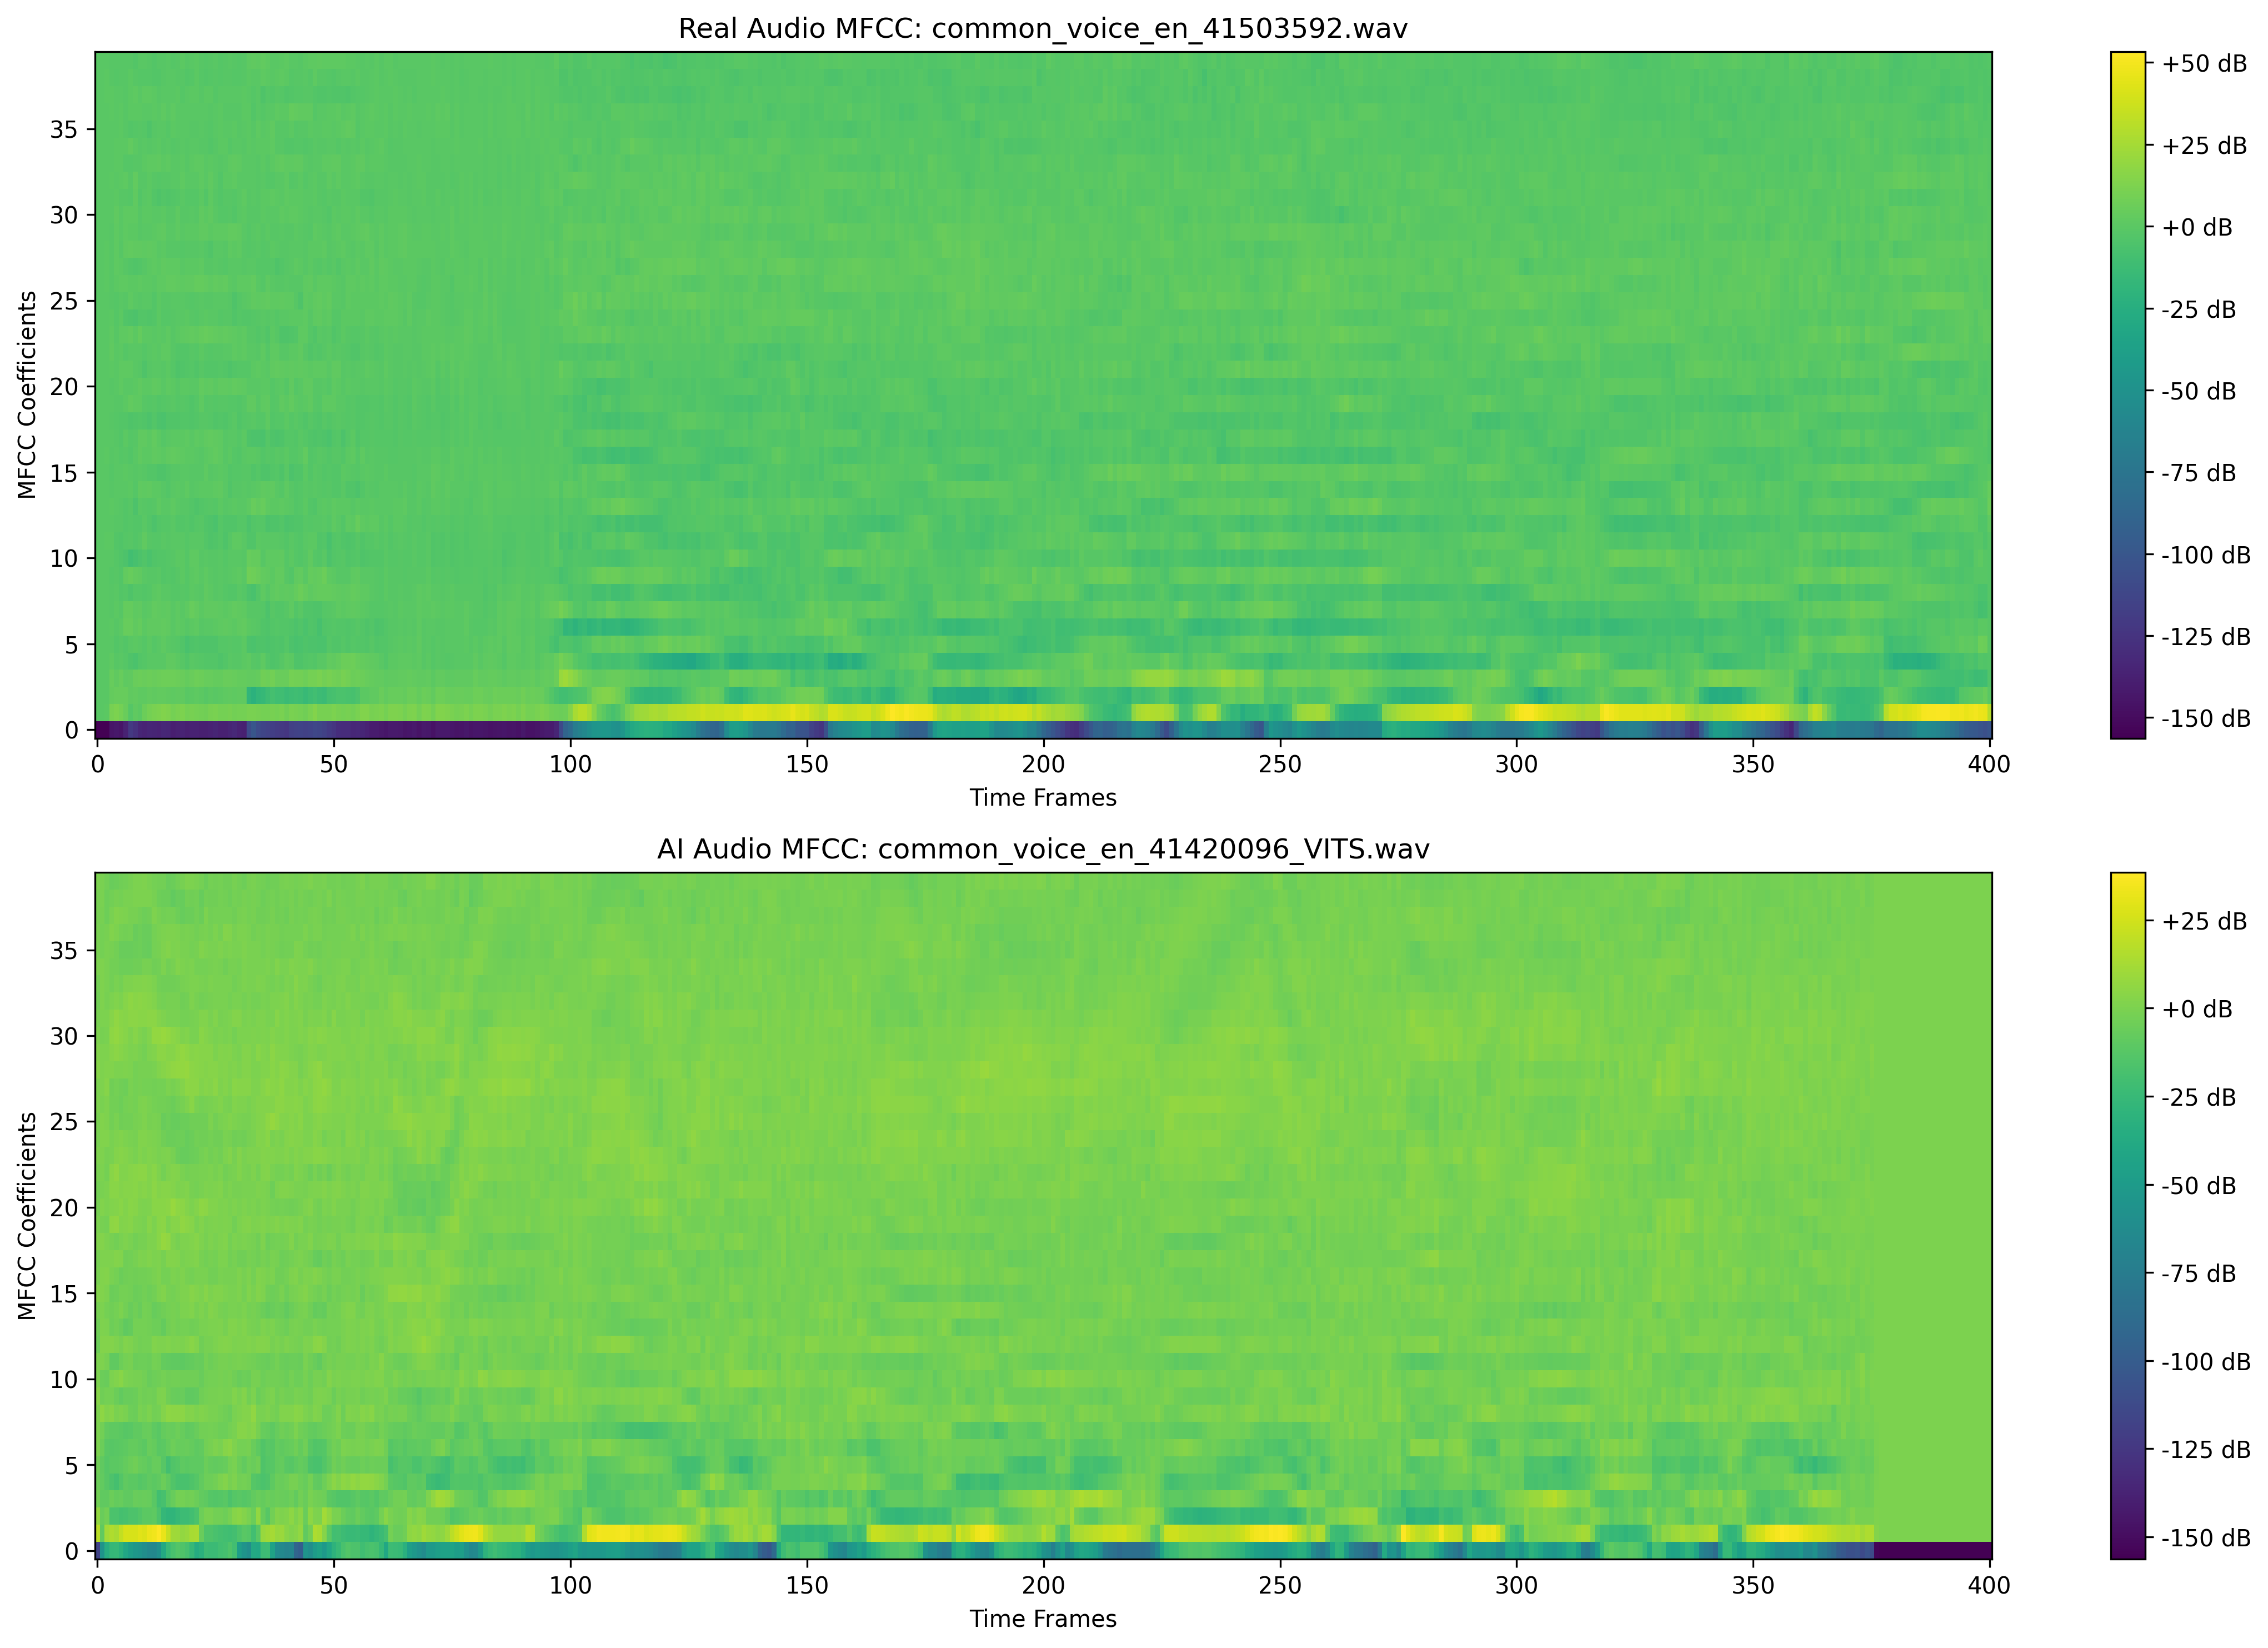 Real Audio MFCC: common_voice_en_41503592.wav
MFCC Coefficients
35
30
25
20
15
10
5
0
0 50 100 150 200 250 300 350 400
Time Frames
+50 dB
+25 dB
+0 dB
-25 dB
-50 dB
-75 dB
-100 dB
-125 dB
-150 dB
AI Audio MFCC: common_voice_en_41420096_VITS.wav
MFCC Coefficients
35
30
25
20
15
10
5
0
0 50 100 150 200 250 300 350 400
Time Frames
+25 dB
+0 dB
-25 dB
-50 dB
-75 dB
-100 dB
-125 dB
-150 dB